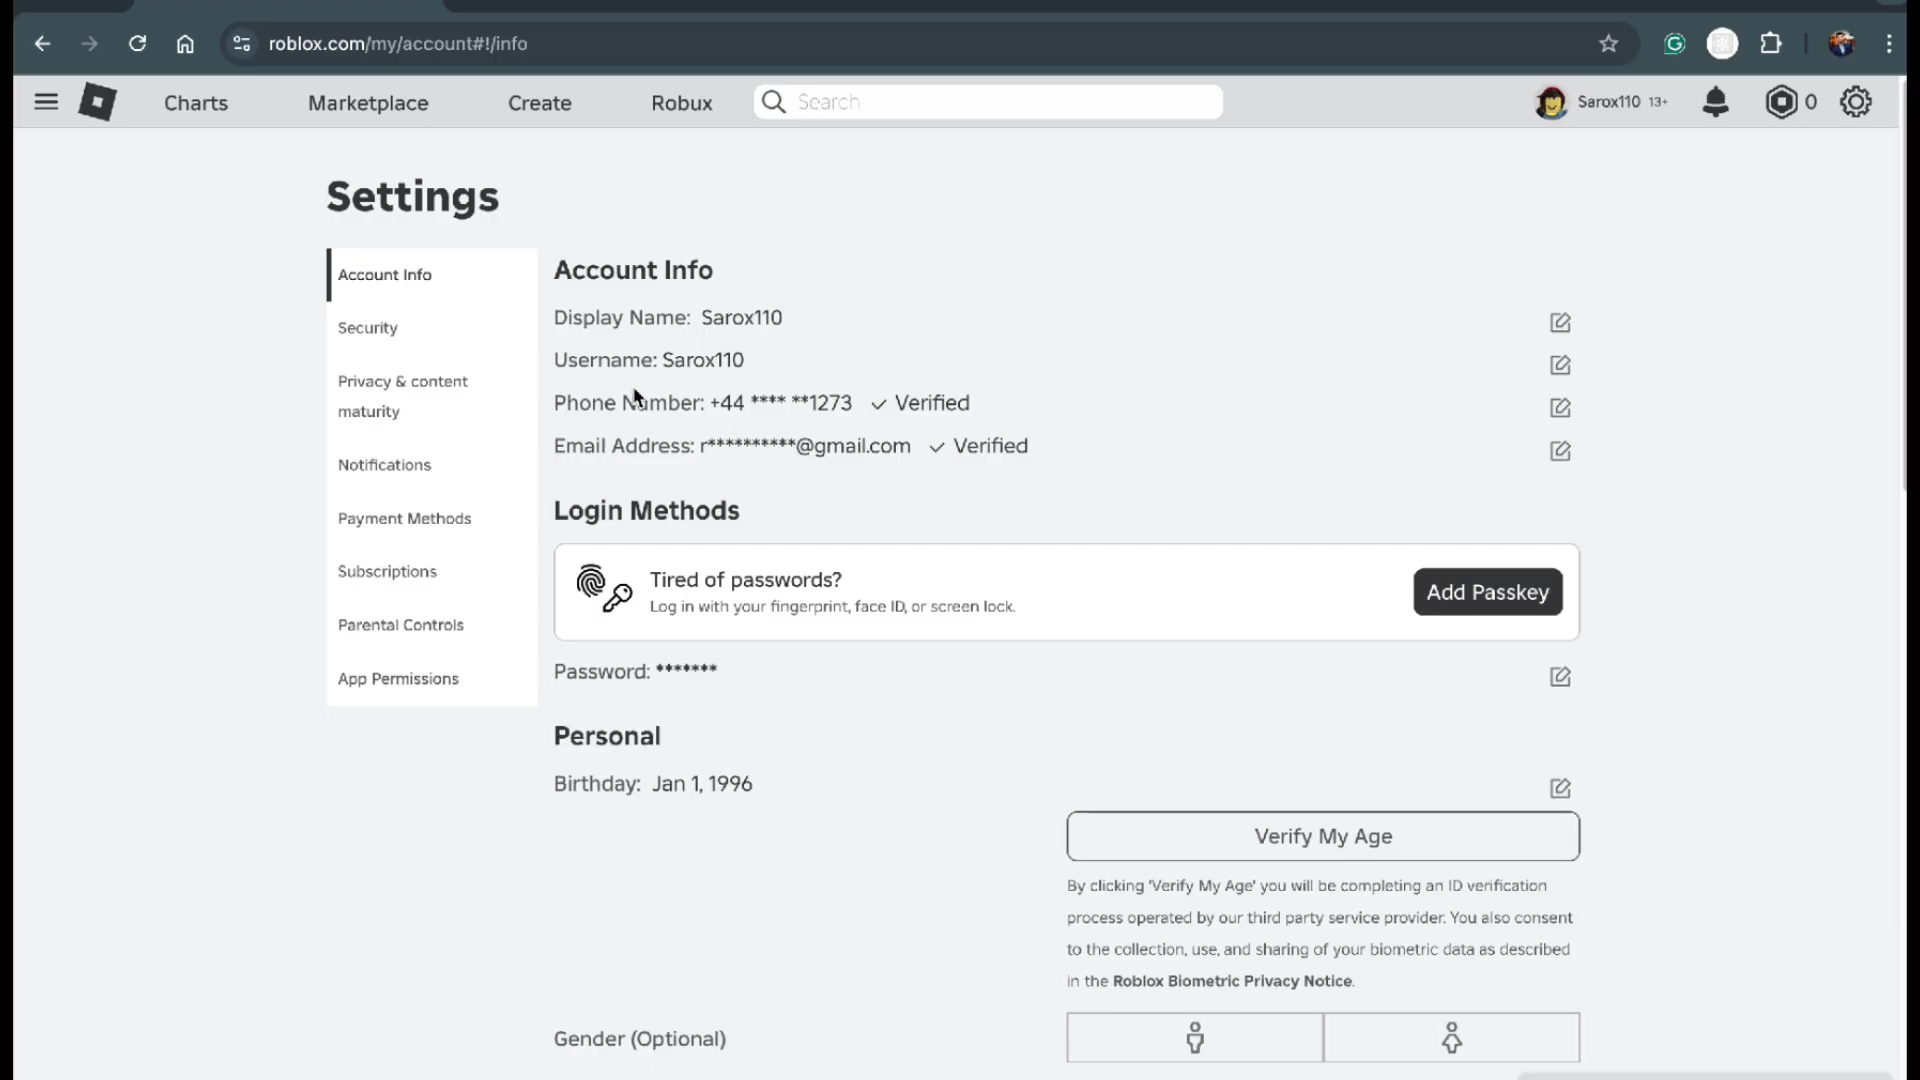 roblox.com/my/account#!/info
Charts Marketplace Create Robux Search Sarox110 13+ 0
Settings
Account Info
Security
Privacy & content
maturity
Notifications
Payment Methods
Subscriptions
Parental Controls
App Permissions
Account Info
Display Name: Sarox110
Username: Sarox110
Phone Number: +44 **** **1273 ✓ Verified
Email Address: r**********@gmail.com ✓ Verified
Login Methods
Tired of passwords?
Log in with your fingerprint, face ID, or screen lock.
Add Passkey
Password: *******
Personal
Birthday: Jan 1, 1996
Verify My Age
By clicking 'Verify My Age' you will be completing an ID verification
process operated by our third party service provider. You also consent
to the collection, use, and sharing of your biometric data as described
in the Roblox Biometric Privacy Notice.
Gender (Optional)